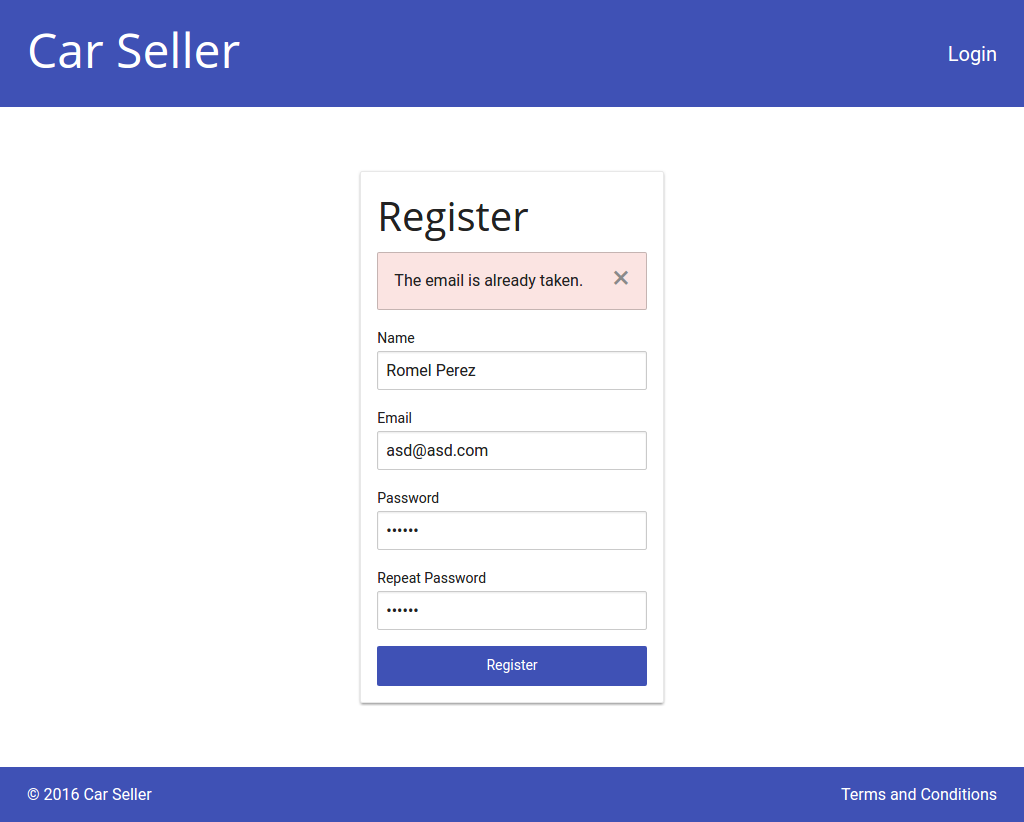 Car Seller
Login
Register
The email is already taken. ×
Name
Romel Perez
Email
asd@asd.com
Password
••••••
Repeat Password
••••••
Register
© 2016 Car Seller
Terms and Conditions